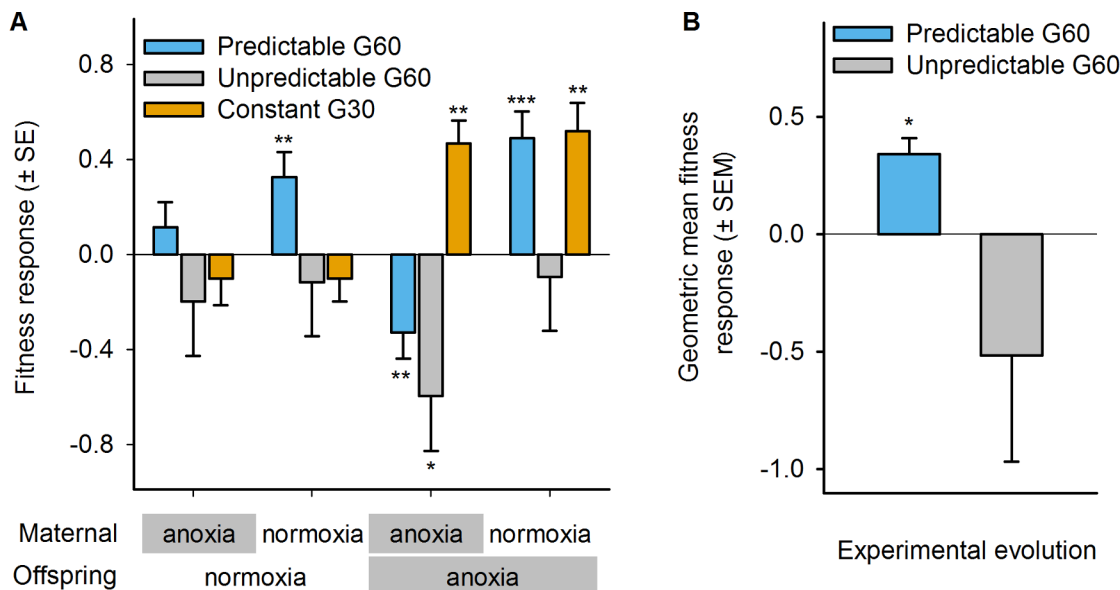 A
Predictable G60
Unpredictable G60
Constant G30
Fitness response (± SE)
0.8
0.4
0.0
-0.4
-0.8
** ** *** ** ** *
Maternal anoxia normoxia anoxia normoxia
Offspring normoxia anoxia
B
Predictable G60
Unpredictable G60
Geometric mean fitness
response (± SEM)
0.5
0.0
-0.5
-1.0
*
Experimental evolution